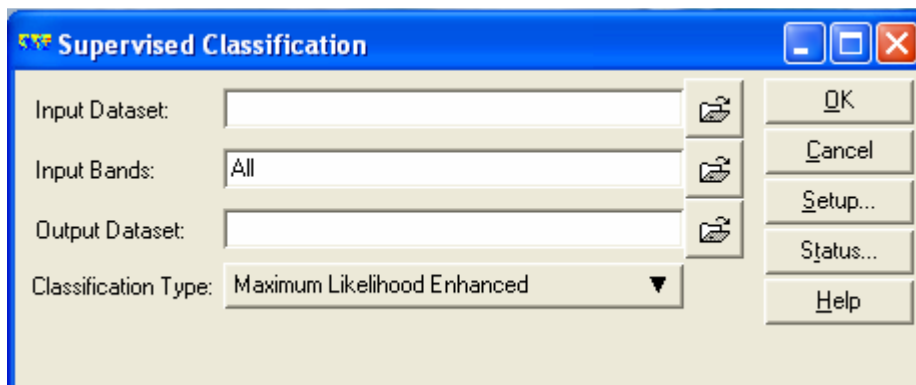 Supervised Classification
Input Dataset:
OK
Input Bands: All
Cancel
Setup...
Output Dataset:
Status...
Classification Type: Maximum Likelihood Enhanced
Help